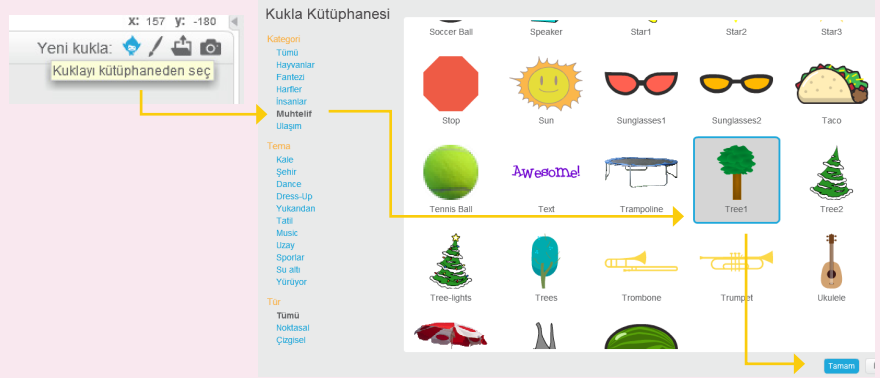 X: 157 y: -180
Yeni kukla:
Kuklayı kütüphaneden seç
Kukla Kütüphanesi
Kategori
Tümü
Hayvanlar
Fantezi
Harfler
İnsanlar
Muhtelif
Ulaşım
Tema
Kale
Şehir
Dance
Dress-Up
Yukarıdan
Tatil
Music
Uzay
Sporlar
Su altı
Yürüyor
Tür
Tümü
Noktasal
Çizgisel
Soccer Ball Speaker Star1 Star2 Star3
Stop Sun Sunglasses1 Sunglasses2 Taco
Awesome!
Tennis Ball Text Trampoline Tree1 Tree2
Tree-lights Trees Trombone Trumpet Ukulele
Tamam